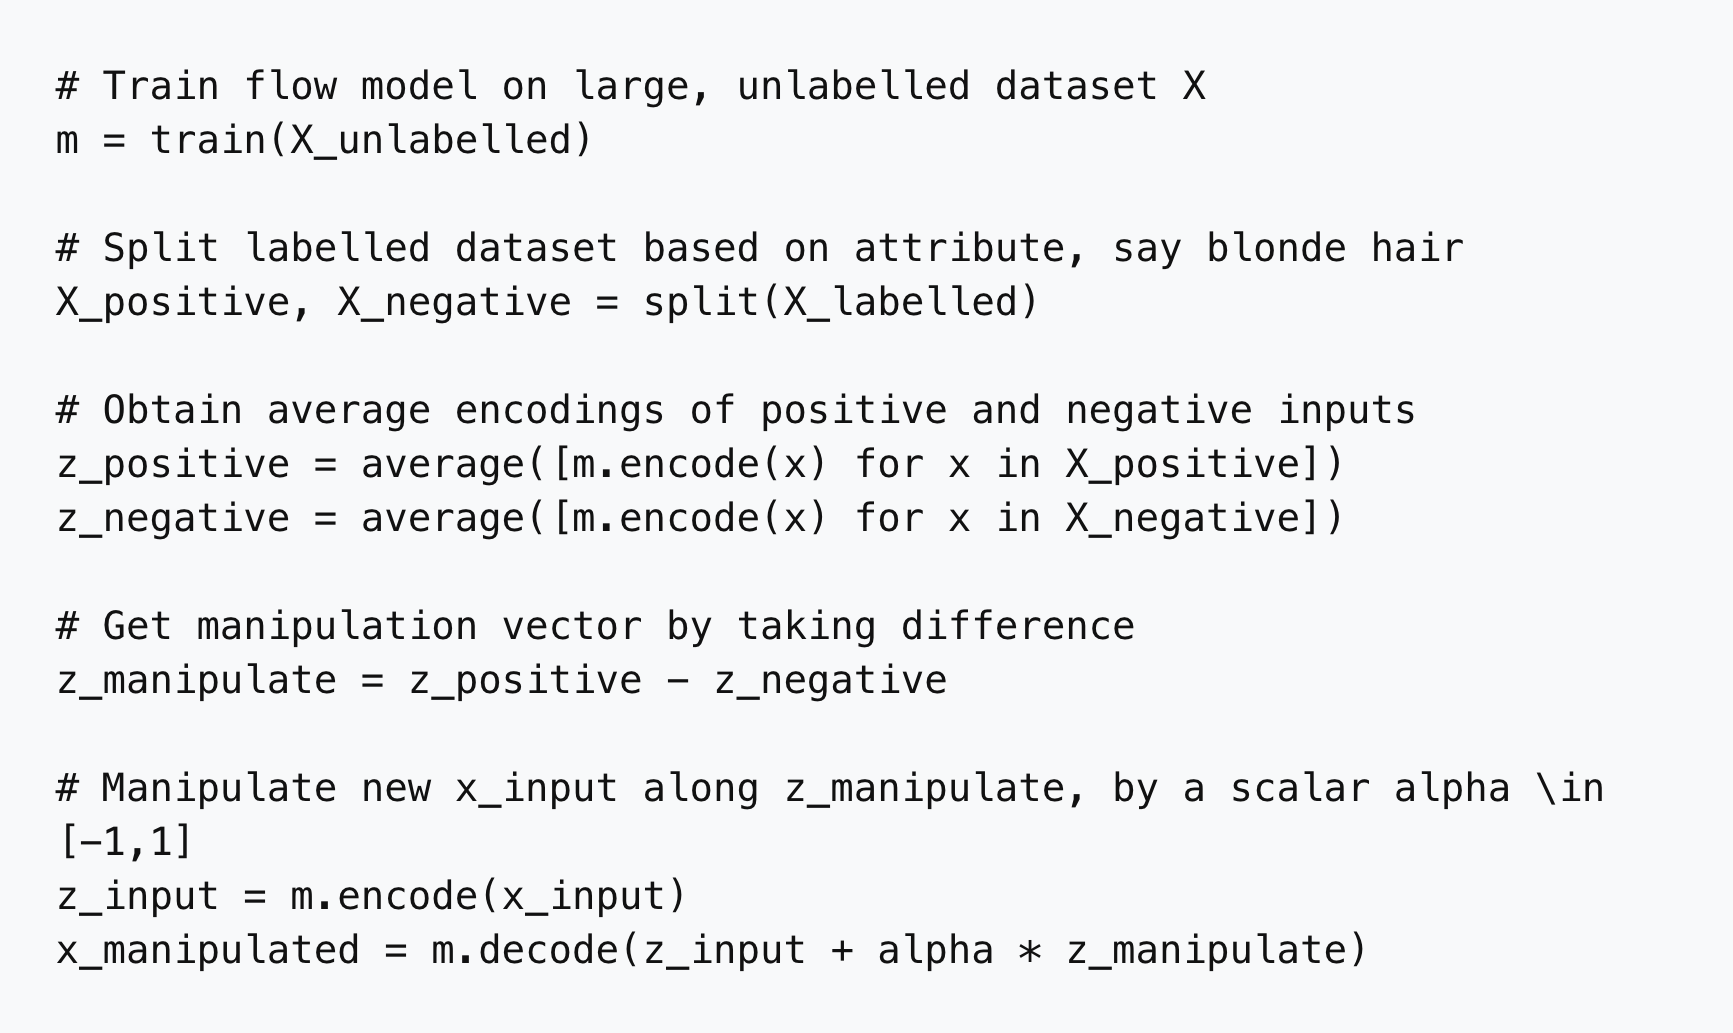 # Train flow model on large, unlabelled dataset X
m = train(X_unlabelled)
# Split labelled dataset based on attribute, say blonde hair
X_positive, X_negative = split(X_labelled)
# Obtain average encodings of positive and negative inputs
z_positive = average([m.encode(x) for x in X_positive])
z_negative = average([m.encode(x) for x in X_negative])
# Get manipulation vector by taking difference
z_manipulate = z_positive - z_negative
# Manipulate new x_input along z_manipulate, by a scalar alpha \in
[-1,1]
z_input = m.encode(x_input)
x_manipulated = m.decode(z_input + alpha * z_manipulate)